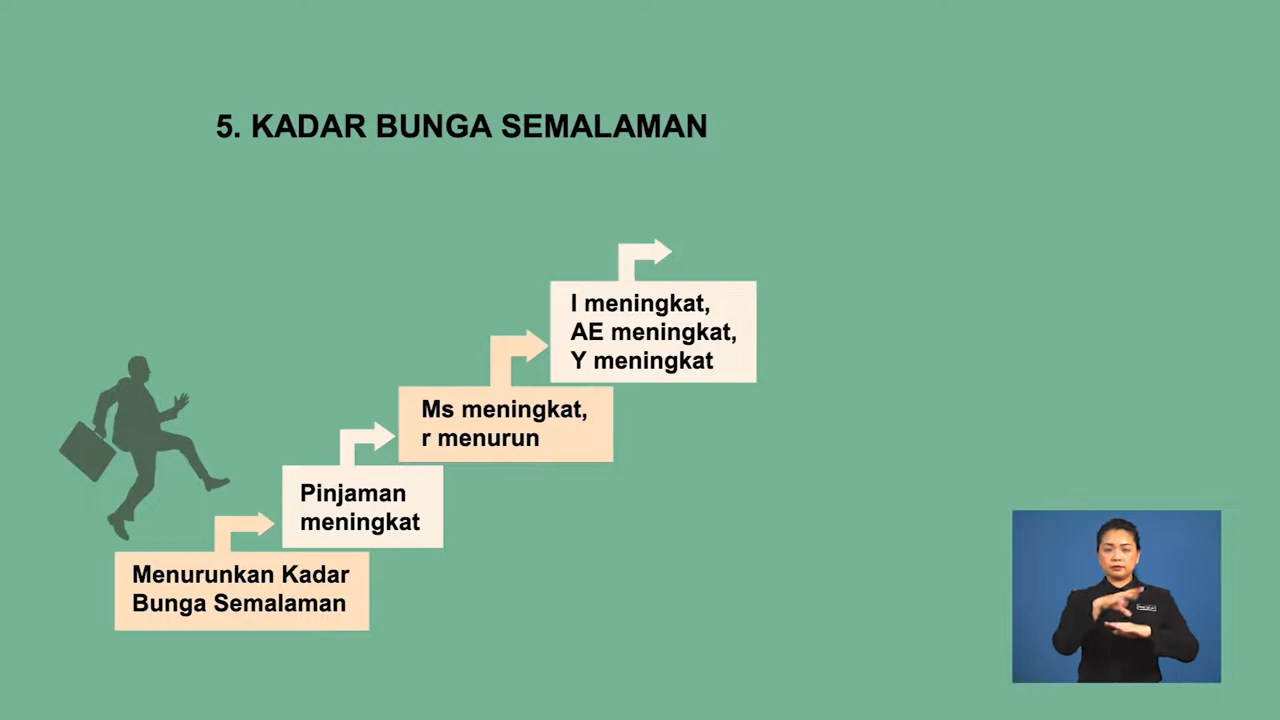 5. KADAR BUNGA SEMALAMAN
I meningkat,
AE meningkat,
Y meningkat
Ms meningkat,
r menurun
Pinjaman
meningkat
Menurunkan Kadar
Bunga Semalaman